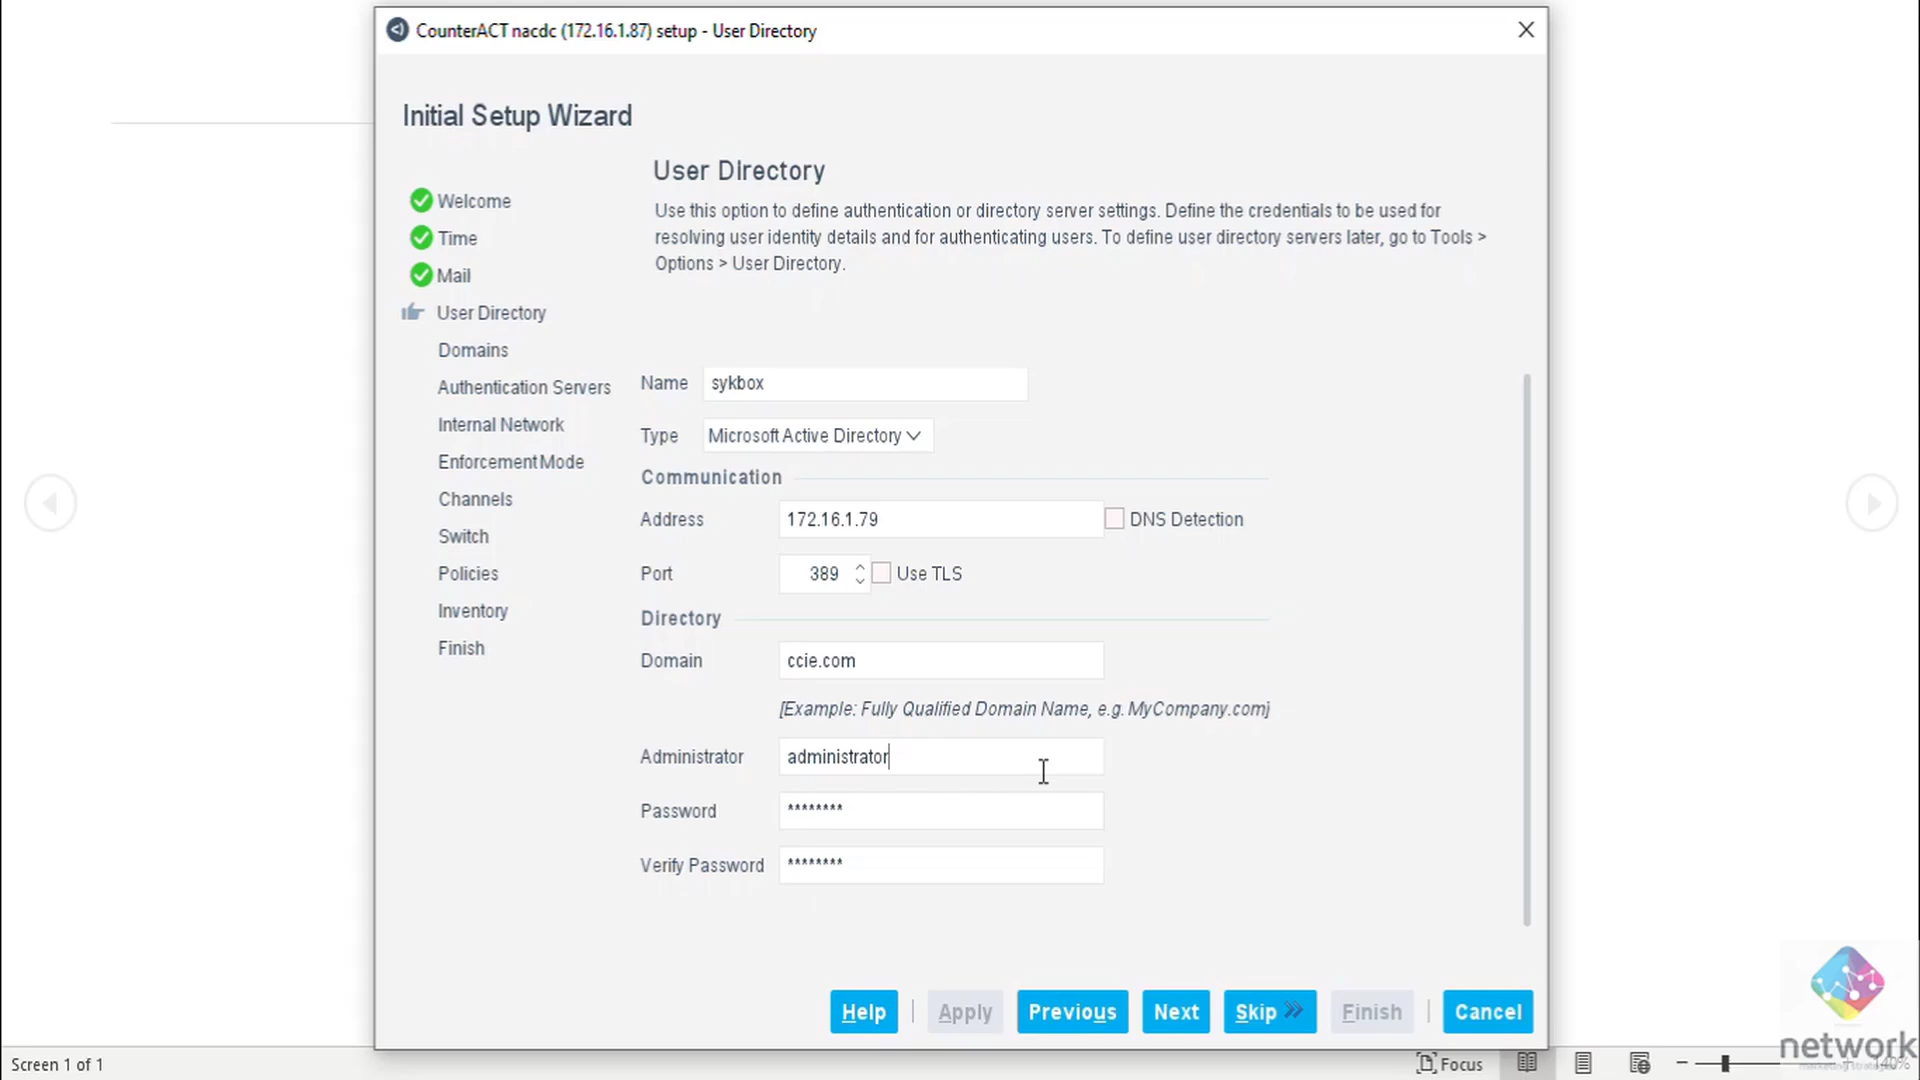 CounterACT nacdc (172.16.1.87) setup - User Directory
Initial Setup Wizard
Welcome
Time
Mail
User Directory
Domains
Authentication Servers
Internal Network
Enforcement Mode
Channels
Switch
Policies
Inventory
Finish
User Directory
Use this option to define authentication or directory server settings. Define the credentials to be used for
resolving user identity details and for authenticating users. To define user directory servers later, go to Tools >
Options > User Directory.
Name sykbox
Type Microsoft Active Directory
Communication
Address 172.16.1.79 DNS Detection
Port 389 Use TLS
Directory
Domain ccie.com
[Example: Fully Qualified Domain Name, e.g. MyCompany.com]
Administrator administrator
Password ********
Verify Password ********
Help Apply Previous Next Skip Finish Cancel
Screen 1 of 1
Focus
network